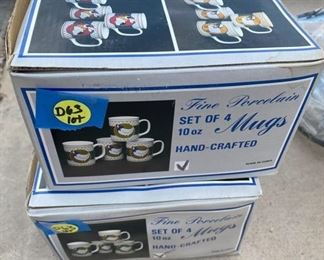 D63
lot
Fine Porcelain
SET OF 4
10 oz Mugs
HAND-CRAFTED
Fine Porcelain
SET OF 4
10 oz Mugs
HAND-CRAFTED